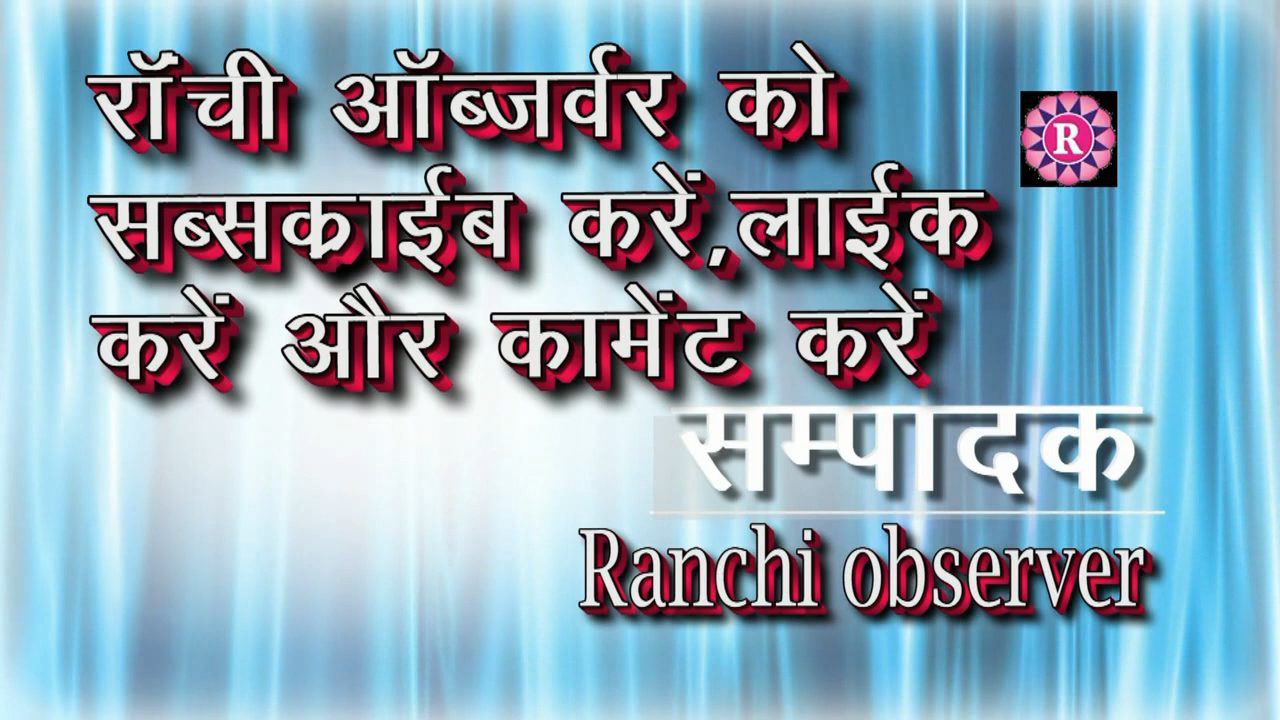 रॉंची ऑब्जर्वर को
R
सब्सक्राईब करें,लाईक
करें और कामेंट करें
सम्पादक
Ranchi observer